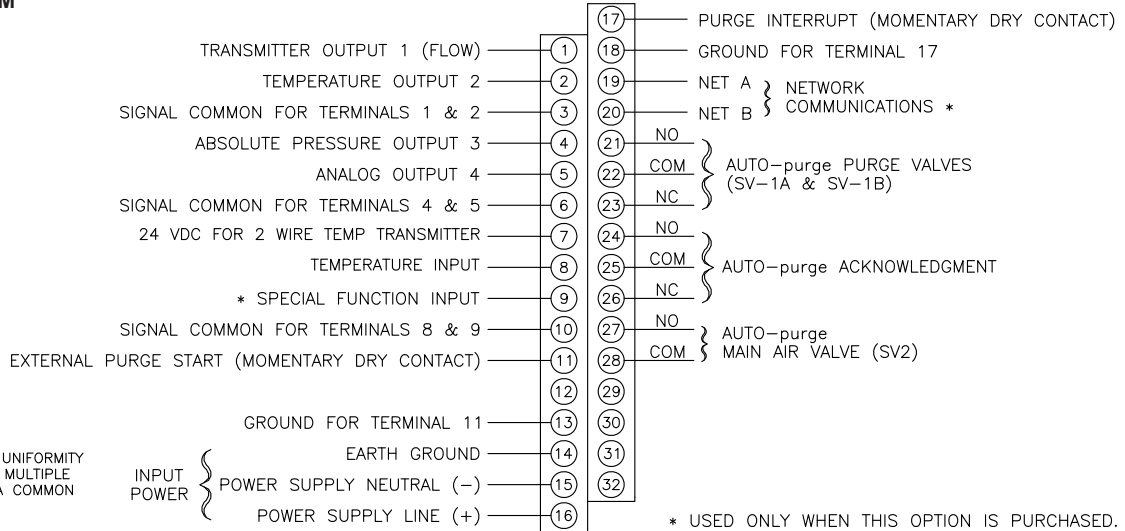 M
TRANSMITTER OUTPUT 1 (FLOW) 1
TEMPERATURE OUTPUT 2 2
SIGNAL COMMON FOR TERMINALS 1 & 2 3
ABSOLUTE PRESSURE OUTPUT 3 4
ANALOG OUTPUT 4 5
SIGNAL COMMON FOR TERMINALS 4 & 5 6
24 VDC FOR 2 WIRE TEMP TRANSMITTER 7
TEMPERATURE INPUT 8
* SPECIAL FUNCTION INPUT 9
SIGNAL COMMON FOR TERMINALS 8 & 9 10
EXTERNAL PURGE START (MOMENTARY DRY CONTACT) 11
12
GROUND FOR TERMINAL 11 13
UNIFORMITY
MULTIPLE
A COMMON
INPUT
POWER
EARTH GROUND 14
POWER SUPPLY NEUTRAL (-) 15
POWER SUPPLY LINE (+) 16
17 PURGE INTERRUPT (MOMENTARY DRY CONTACT)
18 GROUND FOR TERMINAL 17
19 NET A
20 NET B
NETWORK
COMMUNICATIONS *
21 NO
22 COM
23 NC
AUTO-purge PURGE VALVES
(SV-1A & SV-1B)
24 NO
25 COM
26 NC
AUTO-purge ACKNOWLEDGMENT
27 NO
28 COM
AUTO-purge
MAIN AIR VALVE (SV2)
29
30
31
32
* USED ONLY WHEN THIS OPTION IS PURCHASED.